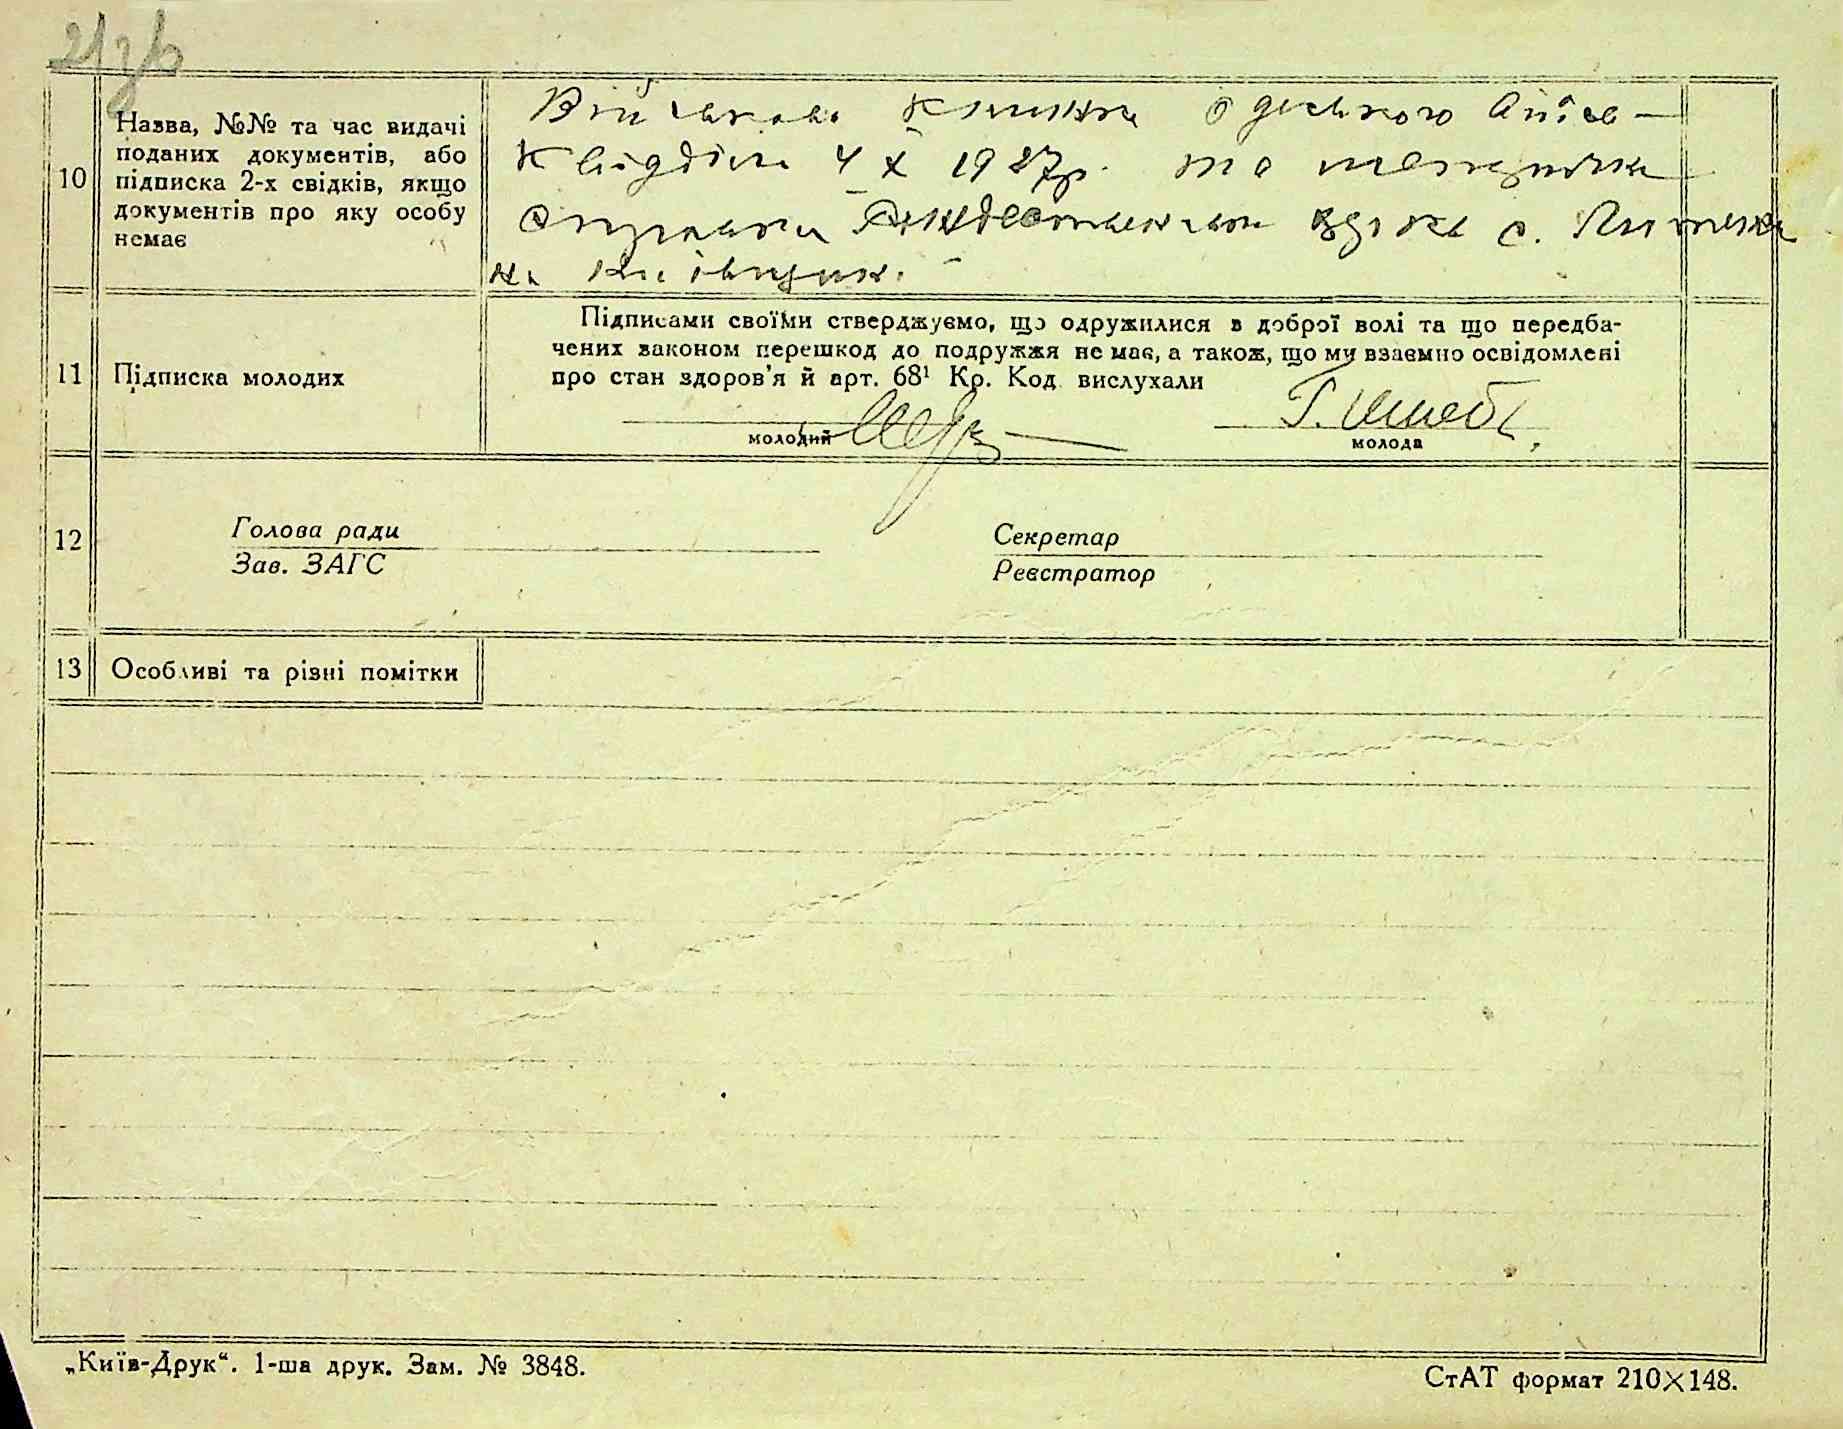 21зв
10
Назва, №№ та час видачі
поданих документів, або
підписка 2-х свідків, якщо
документів про яку особу
немає
Військова книжка Одеського
4 X 1927р. та
с.
на Київщині.
11
Підписка молодих
Підписами своїми стверджуємо, що одружилися з доброї волі та що передба-
чених законом перешкод до подружжя не має, а також, що ми взаємно освідомлені
про стан здоров'я й арт. 68¹ Кр. Код. вислухали
молодий
молода
12
Голова ради
Зав. ЗАГС
Секретар
Реєстратор
13
Особливі та різні помітки
„Київ-Друк“. 1-ша друк. Зам. № 3848.
СтАТ формат 210×148.